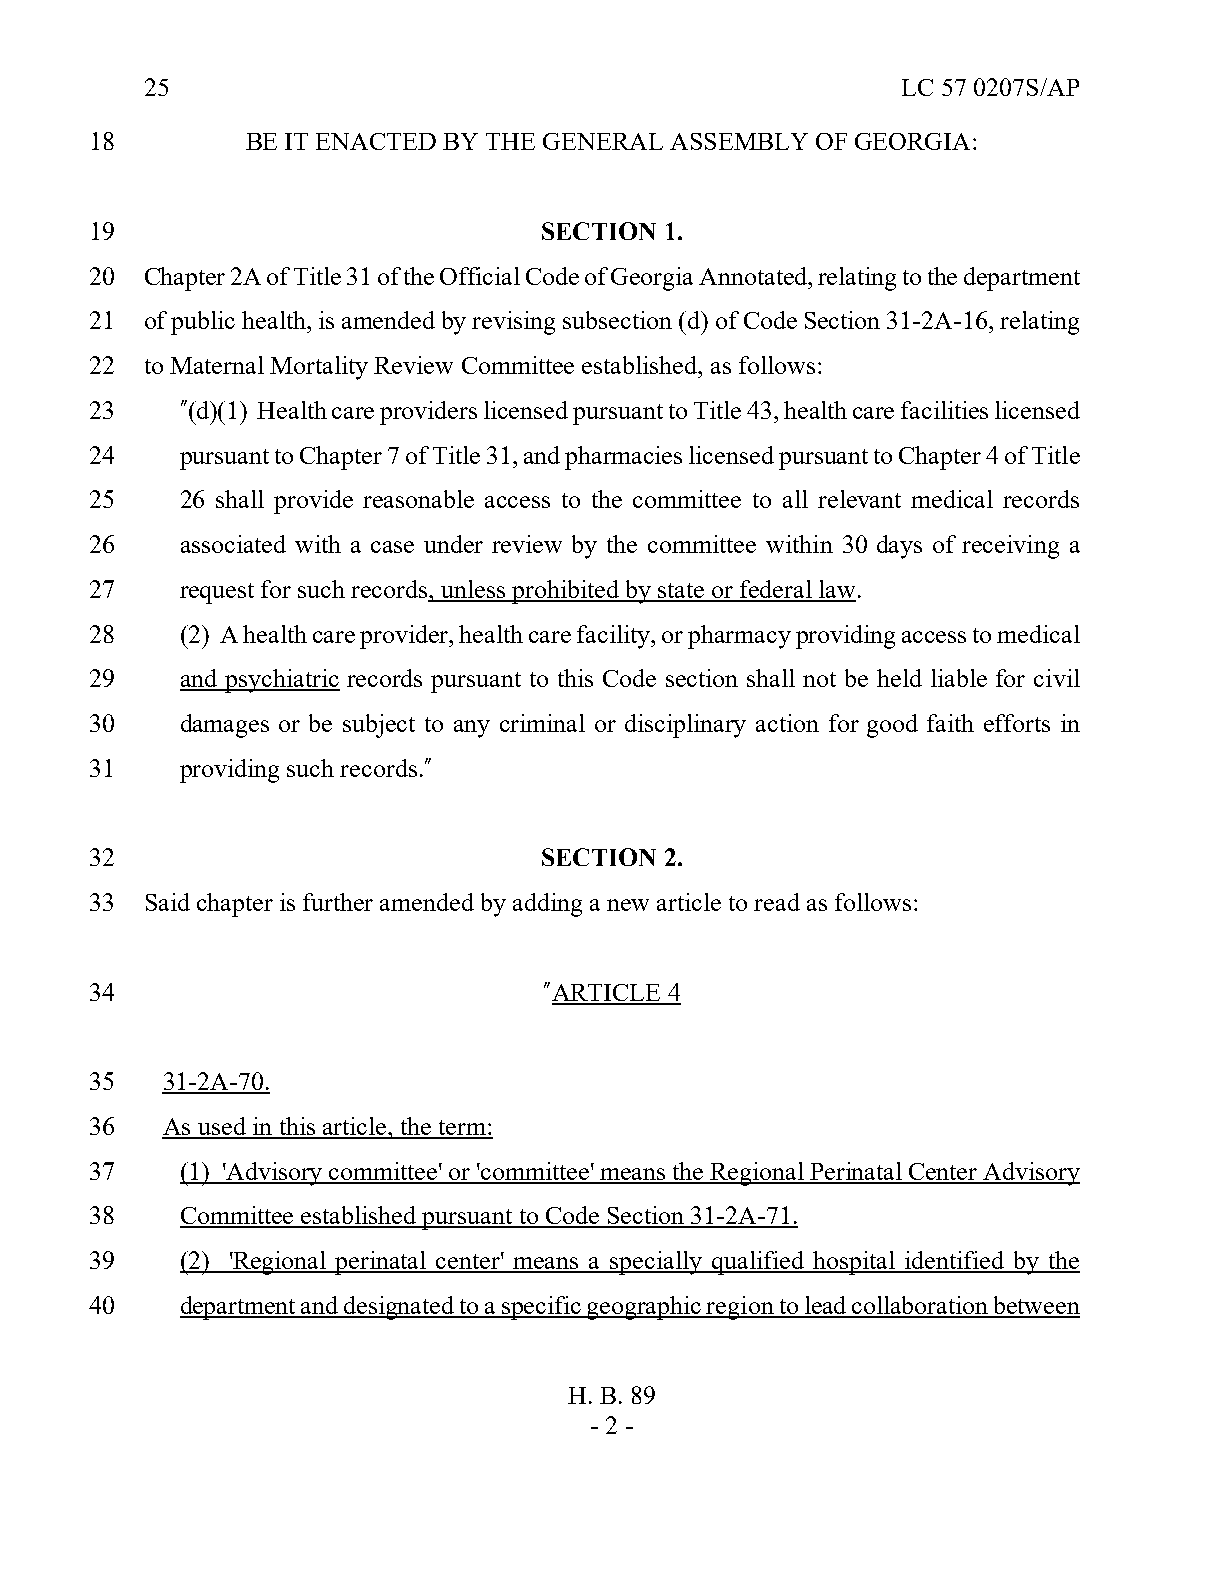 25 LC 57 0207S/AP
18 BE IT ENACTED BY THE GENERAL ASSEMBLY OF GEORGIA:
19 SECTION 1.
20 Chapter 2A of Title 31 of the Official Code of Georgia Annotated, relating to the department
21 of public health, is amended by revising subsection (d) of Code Section 31-2A-16, relating
22 to Maternal Mortality Review Committee established, as follows:
23 "(d)(1) Health care providers licensed pursuant to Title 43, health care facilities licensed
24 pursuant to Chapter 7 of Title 31, and pharmacies licensed pursuant to Chapter 4 of Title
25 26 shall provide reasonable access to the committee to all relevant medical records
26 associated with a case under review by the committee within 30 days of receiving a
27 request for such records, unless prohibited by state or federal law.
28 (2) A health care provider, health care facility, or pharmacy providing access to medical
29 and psychiatric records pursuant to this Code section shall not be held liable for civil
30 damages or be subject to any criminal or disciplinary action for good faith efforts in
31 providing such records."
32 SECTION 2.
33 Said chapter is further amended by adding a new article to read as follows:
34 "ARTICLE 4
35 31-2A-70.
36 As used in this article, the term:
37 (1) 'Advisory committee' or 'committee' means the Regional Perinatal Center Advisory
38 Committee established pursuant to Code Section 31-2A-71.
39 (2) 'Regional perinatal center' means a specially qualified hospital identified by the
40 department and designated to a specific geographic region to lead collaboration between
H. B. 89
- 2 -